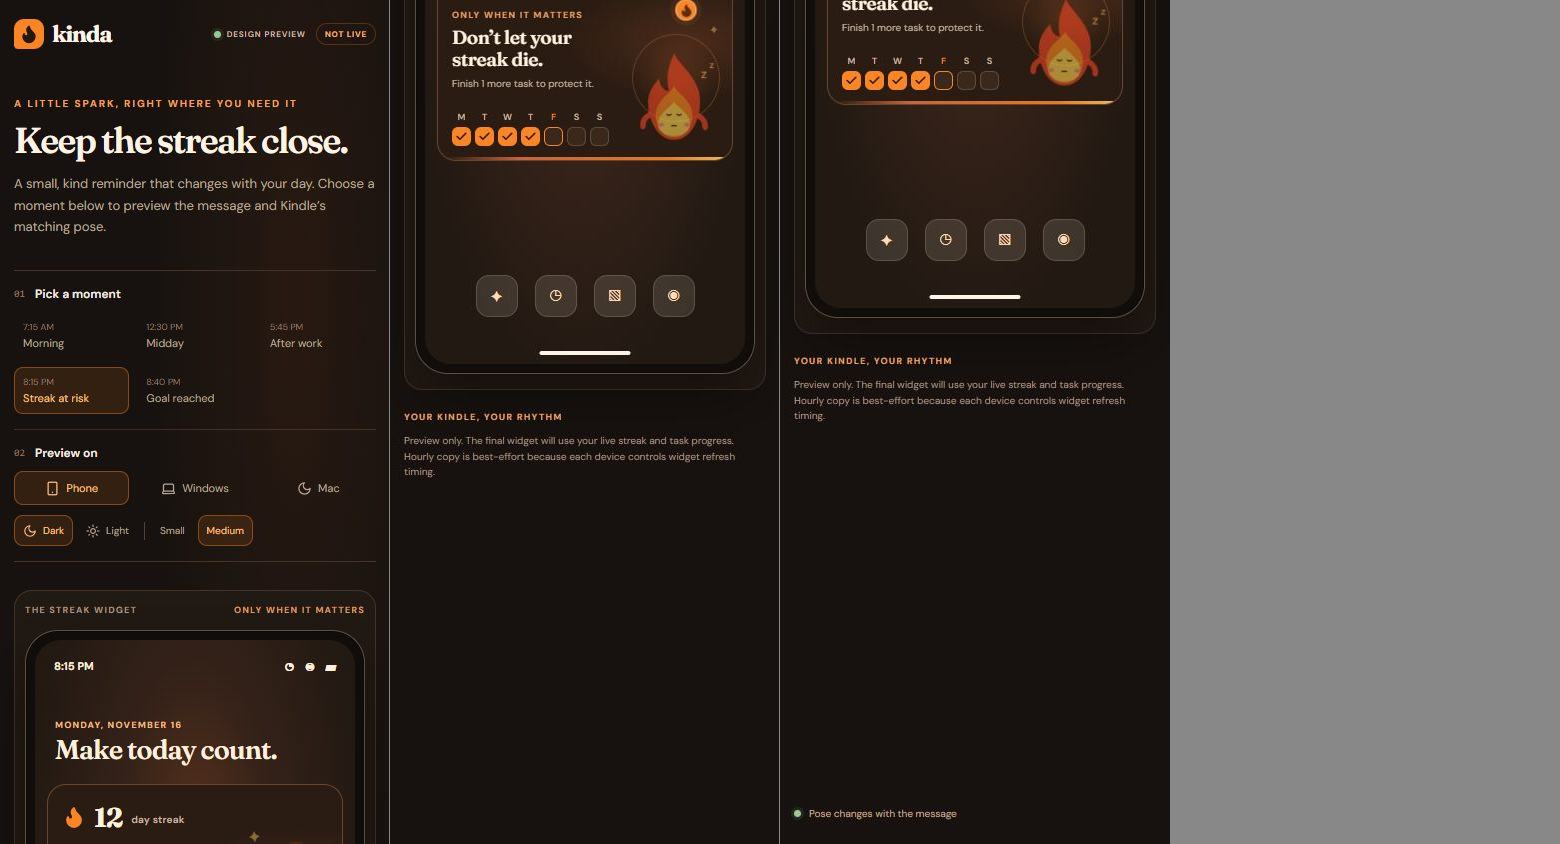 kinda
DESIGN PREVIEW
NOT LIVE
A LITTLE SPARK, RIGHT WHERE YOU NEED IT
Keep the streak close.
A small, kind reminder that changes with your day. Choose a
moment below to preview the message and Kindle’s
matching pose.
01 Pick a moment
7:15 AM
Morning
12:30 PM
Midday
5:45 PM
After work
8:15 PM
Streak at risk
8:40 PM
Goal reached
02 Preview on
Phone
Windows
Mac
Dark
Light
Small
Medium
THE STREAK WIDGET
ONLY WHEN IT MATTERS
8:15 PM
MONDAY, NOVEMBER 16
Make today count.
12 day streak
ONLY WHEN IT MATTERS
Don’t let your
streak die.
Finish 1 more task to protect it.
z
z
M T W T F S S
YOUR KINDLE, YOUR RHYTHM
Preview only. The final widget will use your live streak and task progress.
Hourly copy is best-effort because each device controls widget refresh
timing.
streak die.
Finish 1 more task to protect it.
z
z
M T W T F S S
YOUR KINDLE, YOUR RHYTHM
Preview only. The final widget will use your live streak and task progress.
Hourly copy is best-effort because each device controls widget refresh
timing.
Pose changes with the message